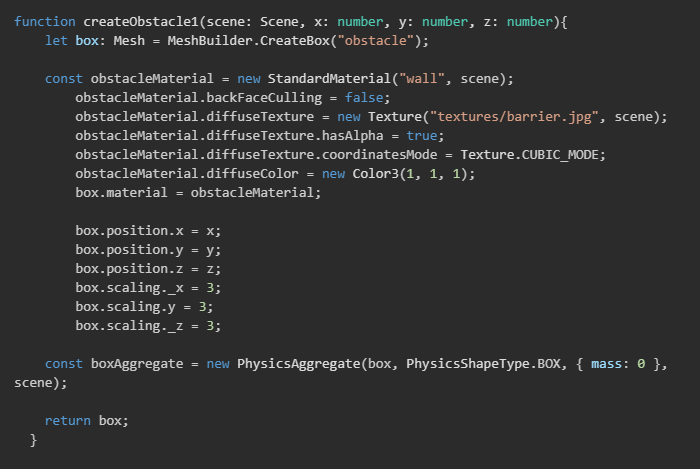 function createObstacle1(scene: Scene, x: number, y: number, z: number){
let box: Mesh = MeshBuilder.CreateBox("obstacle");
const obstacleMaterial = new StandardMaterial("wall", scene);
obstacleMaterial.backFaceCulling = false;
obstacleMaterial.diffuseTexture = new Texture("textures/barrier.jpg", scene);
obstacleMaterial.diffuseTexture.hasAlpha = true;
obstacleMaterial.diffuseTexture.coordinatesMode = Texture.CUBIC_MODE;
obstacleMaterial.diffuseColor = new Color3(1, 1, 1);
box.material = obstacleMaterial;
box.position.x = x;
box.position.y = y;
box.position.z = z;
box.scaling._x = 3;
box.scaling.y = 3;
box.scaling._z = 3;
const boxAggregate = new PhysicsAggregate(box, PhysicsShapeType.BOX, { mass: 0 },
scene);
return box;
}